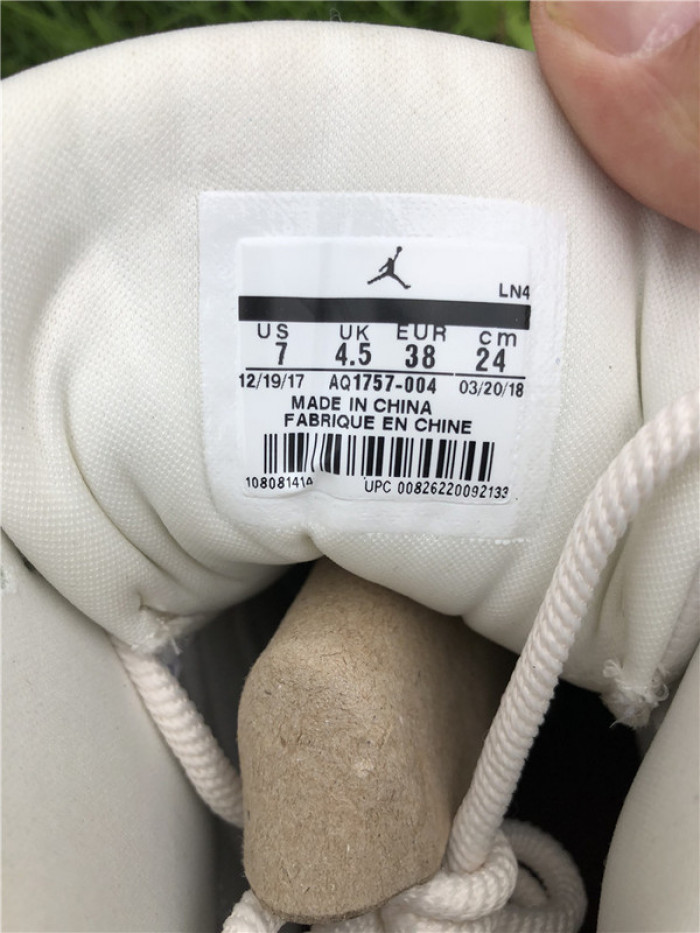 LN4
US UK EUR cm
7 4.5 38 24
12/19/17 AQ1757-004 03/20/18
MADE IN CHINA
FABRIQUE EN CHINE
UPC 00826220092133